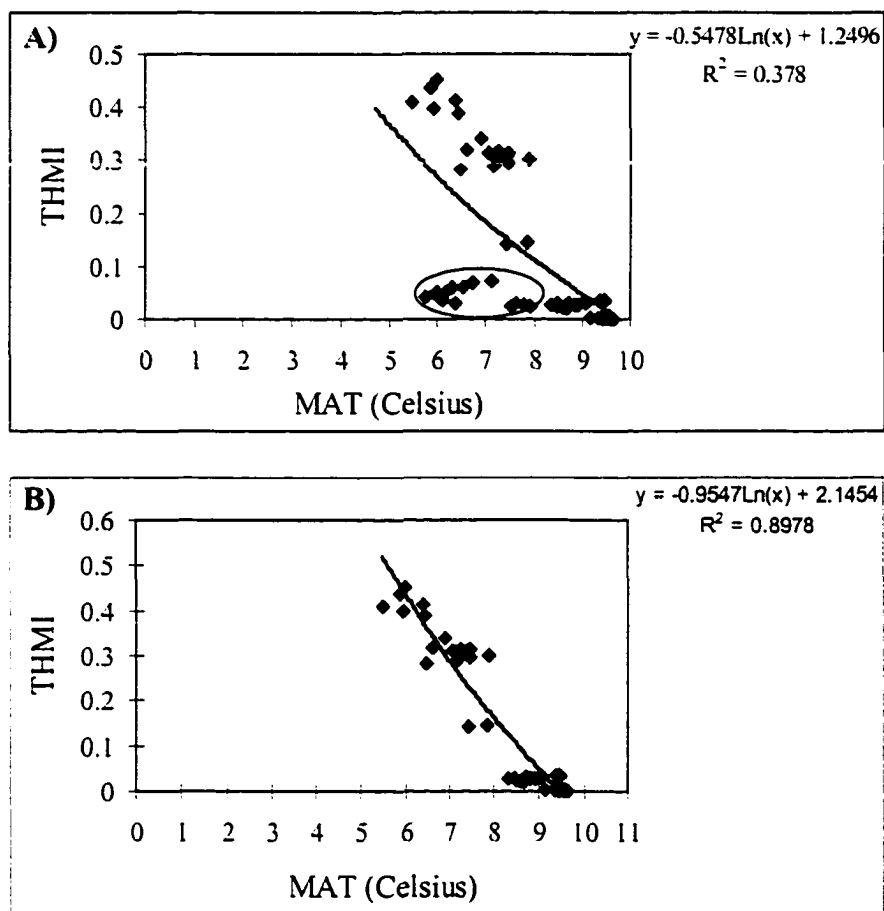 A)
y = -0.5478Ln(x) + 1.2496
R² = 0.378
0.5
0.4
0.3
0.2
0.1
0
THMI
0 1 2 3 4 5 6 7 8 9 10
MAT (Celsius)
B)
y = -0.9547Ln(x) + 2.1454
R² = 0.8978
0.6
0.5
0.4
0.3
0.2
0.1
0
THMI
0 1 2 3 4 5 6 7 8 9 10 11
MAT (Celsius)